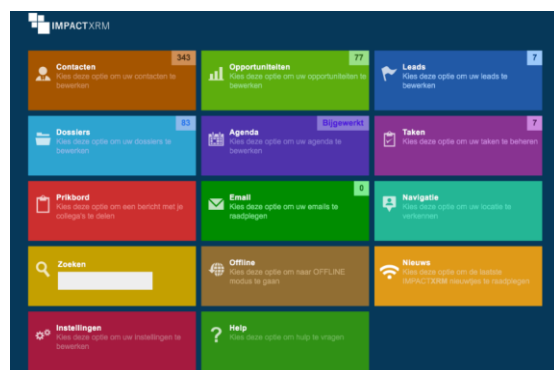 IMPACTXRM
343
Contacten
Kies deze optie om uw contacten te
bewerken
77
Opportuniteiten
Kies deze optie om uw opportuniteiten te
bewerken
7
Leads
Kies deze optie om uw leads te
bewerken
83
Dossiers
Kies deze optie om uw dossiers te
bewerken
Bijgewerkt
Agenda
Kies deze optie om uw agenda te
bewerken
7
Taken
Kies deze optie om uw taken te beheren
Prikbord
Kies deze optie om een bericht met je
collega's te delen
0
Email
Kies deze optie om uw emails te
raadplegen
Navigatie
Kies deze optie om uw locatie te
verkennen
Zoeken
Offline
Kies deze optie om naar OFFLINE
modus te gaan
Nieuws
Kies deze optie om de laatste
IMPACTXRM nieuwtjes te raadplegen
Instellingen
Kies deze optie om uw instellingen te
bewerken
Help
Kies deze optie om hulp te vragen